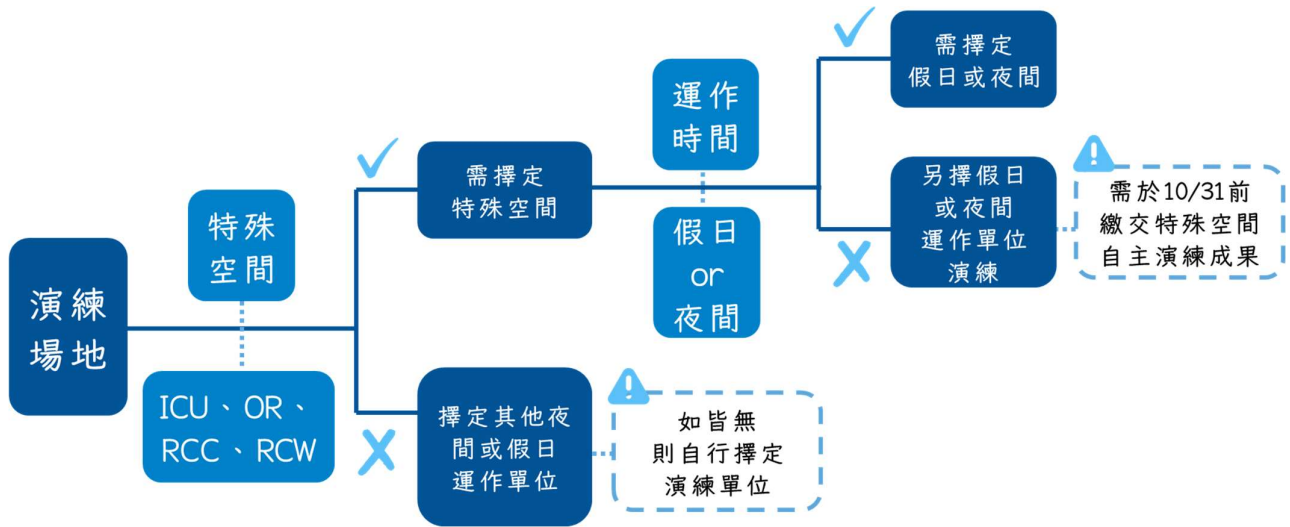 演練
場地
特殊
空間
ICU、OR、
RCC、RCW
需擇定
特殊空間
擇定其他夜
間或假日
運作單位
如皆無
則自行擇定
演練單位
運作
時間
假日
or
夜間
需擇定
假日或夜間
另擇假日
或夜間
運作單位
演練
需於10/31前
繳交特殊空間
自主演練成果